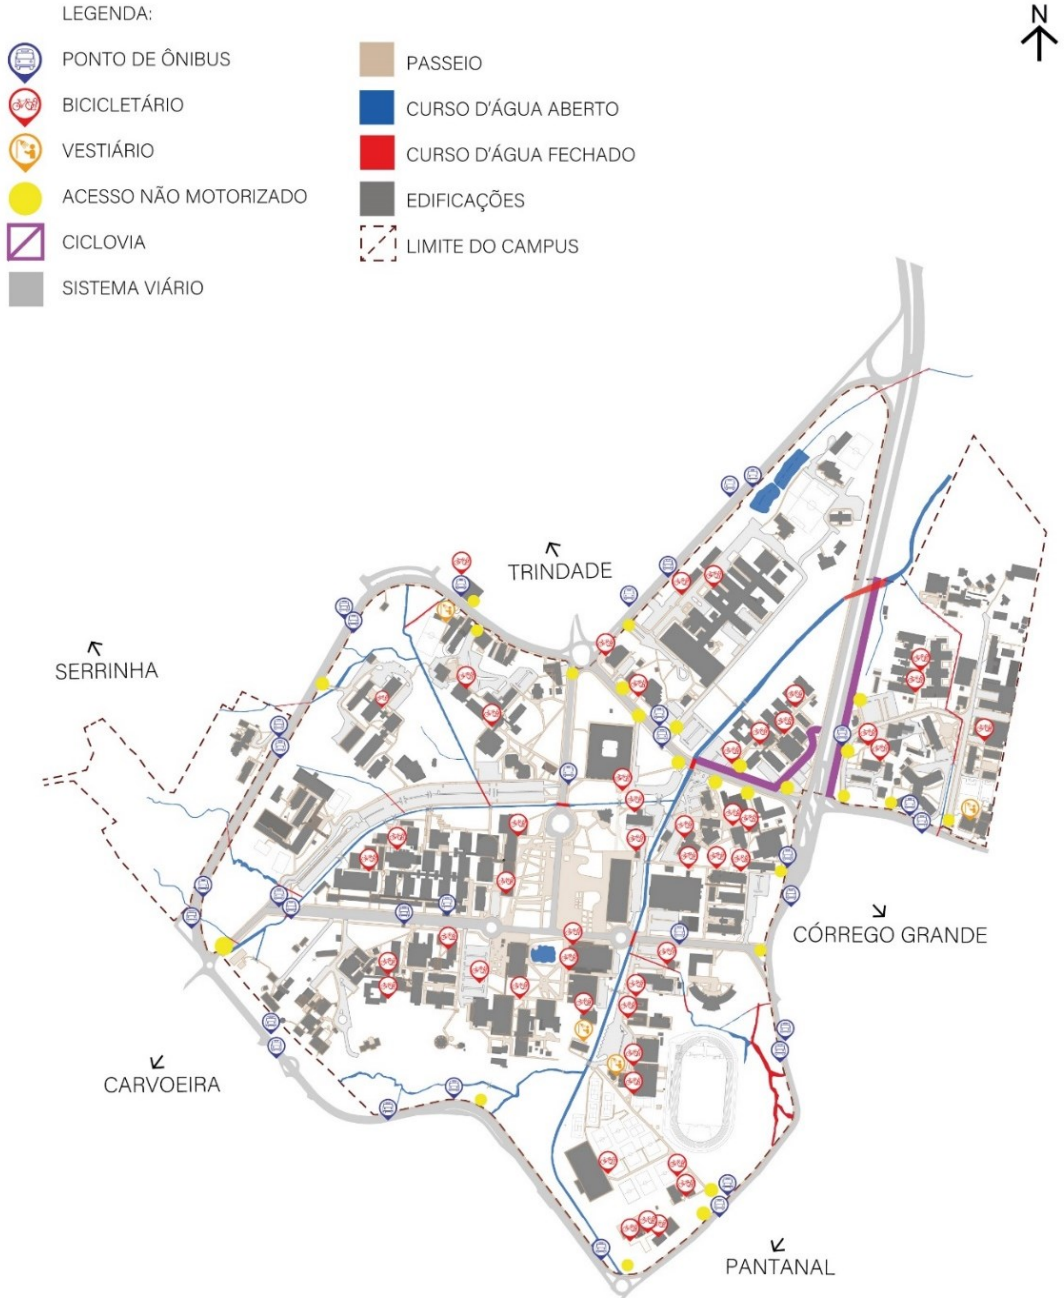 LEGENDA:
N
PONTO DE ÔNIBUS
BICICLETÁRIO
VESTIÁRIO
ACESSO NÃO MOTORIZADO
CICLOVIA
SISTEMA VIÁRIO
PASSEIO
CURSO D'ÁGUA ABERTO
CURSO D'ÁGUA FECHADO
EDIFICAÇÕES
LIMITE DO CAMPUS
TRINDADE
SERRINHA
CÓRREGO GRANDE
CARVOEIRA
PANTANAL